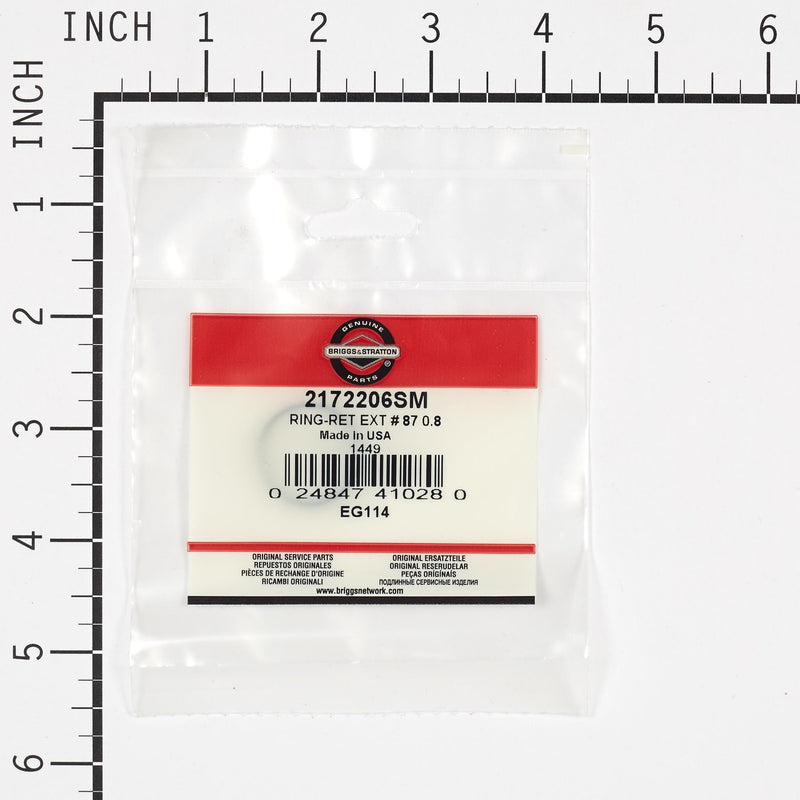 INCH 1 2 3 4 5 6
INCH
1
2
3
4
5
6
GENUINE
BRIGGS & STRATTON
®
PARTS
2172206SM
RING-RET EXT # 87 0.8
Made in USA
1449
0 24847 41028 0
EG114
ORIGINAL SERVICE PARTS
REPUESTOS ORIGINALES
PIÈCES DE RECHANGE D'ORIGINE
RICAMBI ORIGINALI
ORIGINAL ERSATZTEILE
ORIGINAL RESERUDELAR
PEÇAS ORIGÍNAIS
ПОДЛИННЫЕ СЕРВИСНЫЕ ИЗДЕЛИЯ
www.briggsnetwork.com